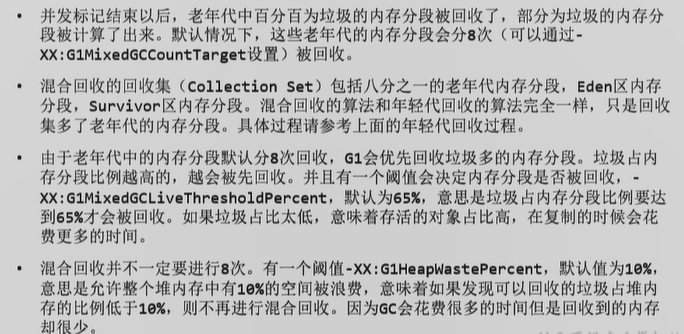 • 并发标记结束以后，老年代中百分百为垃圾的内存分段被回收了，部分为垃圾的内存分
段被计算了出来。默认情况下，这些老年代的内存分段会分8次（可以通过-
XX:G1MixedGCCountTarget设置）被回收。
• 混合回收的回收集（Collection Set）包括八分之一的老年代内存分段，Eden区内存
分段，Survivor区内存分段。混合回收的算法和年轻代回收的算法完全一样，只是回收
集多了老年代的内存分段。具体过程请参考上面的年轻代回收过程。
• 由于老年代中的内存分段默认分8次回收，G1会优先回收垃圾多的内存分段。垃圾占内
存分段比例越高的，越会被先回收。并且有一个阈值会决定内存分段是否被回收，-
XX:G1MixedGCLiveThresholdPercent，默认为65%，意思是垃圾占内存分段比例要达
到65%才会被回收。如果垃圾占比太低，意味着存活的对象占比高，在复制的时候会花
费更多的时间。
• 混合回收并不一定要进行8次。有一个阈值-XX:G1HeapWastePercent，默认值为10%，
意思是允许整个堆内存中有10%的空间被浪费，意味着如果发现可以回收的垃圾占堆内
存的比例低于10%，则不再进行混合回收。因为GC会花费很多的时间但是回收到的内存
却很少。